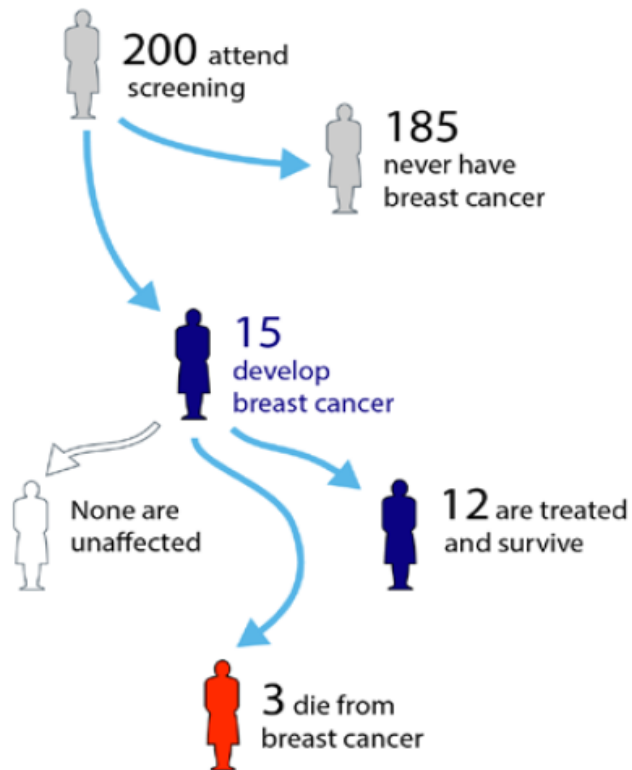 200 attend
screening
185
never have
breast cancer
15
develop
breast cancer
None are
unaffected
12 are treated
and survive
3 die from
breast cancer